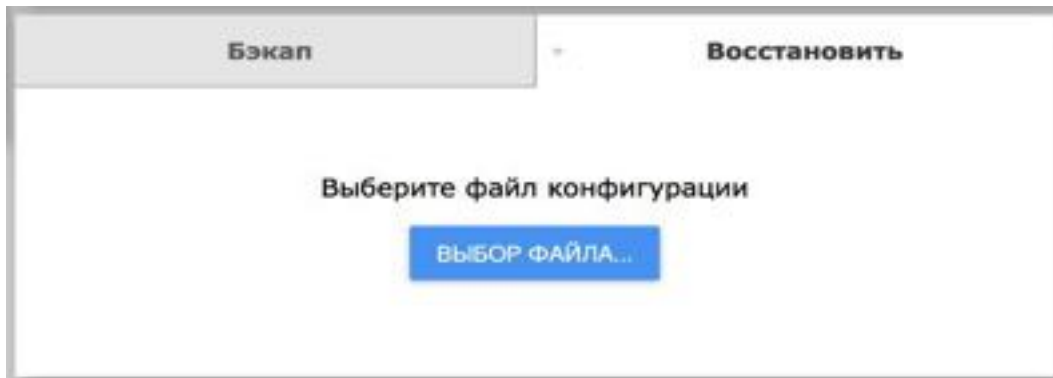 Бэкап
Восстановить
Выберите файл конфигурации
ВЫБОР ФАЙЛА...